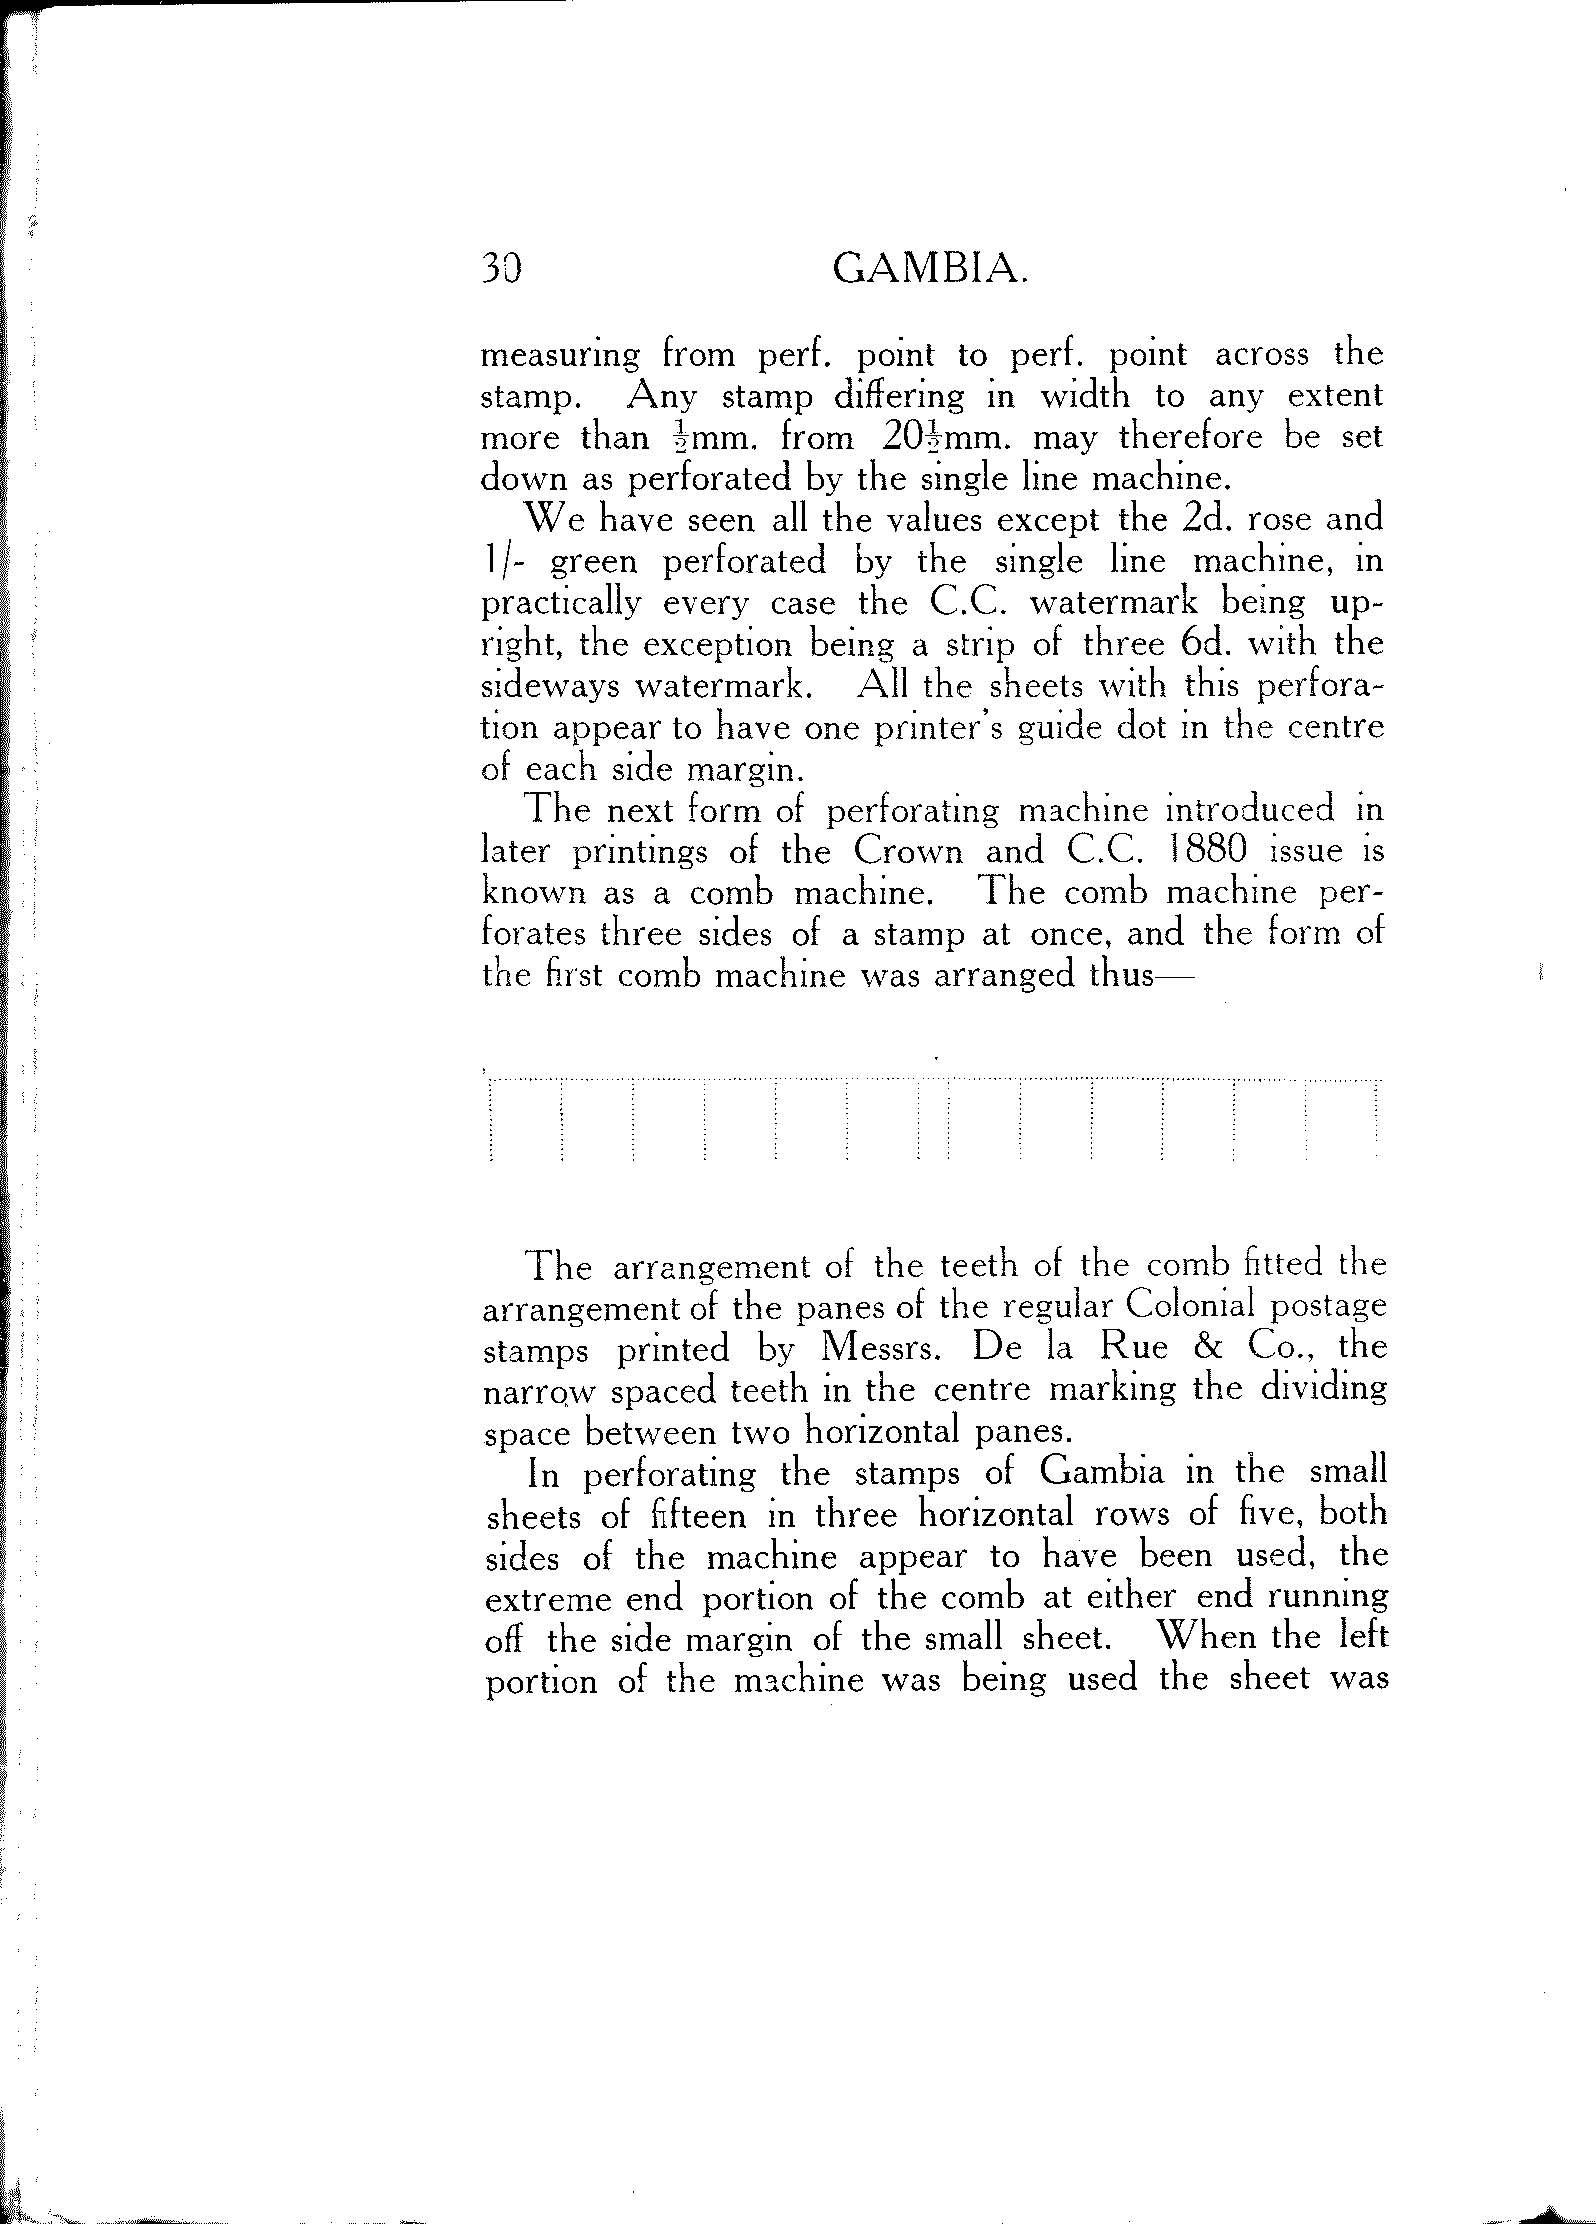 30 GAMBIA.
measuring from perf. point to perf. point across the
stamp. Any stamp differing in width to any extent
more than ½mm. from 20½mm. may therefore be set
down as perforated by the single line machine.
We have seen all the values except the 2d. rose and
1/- green perforated by the single line machine, in
practically every case the C.C. watermark being up-
right, the exception being a strip of three 6d. with the
sideways watermark. All the sheets with this perfora-
tion appear to have one printer's guide dot in the centre
of each side margin.
The next form of perforating machine introduced in
later printings of the Crown and C.C. 1880 issue is
known as a comb machine. The comb machine per-
forates three sides of a stamp at once, and the form of
the first comb machine was arranged thus—
The arrangement of the teeth of the comb fitted the
arrangement of the panes of the regular Colonial postage
stamps printed by Messrs. De la Rue & Co., the
narrow spaced teeth in the centre marking the dividing
space between two horizontal panes.
In perforating the stamps of Gambia in the small
sheets of fifteen in three horizontal rows of five, both
sides of the machine appear to have been used, the
extreme end portion of the comb at either end running
off the side margin of the small sheet. When the left
portion of the machine was being used the sheet was